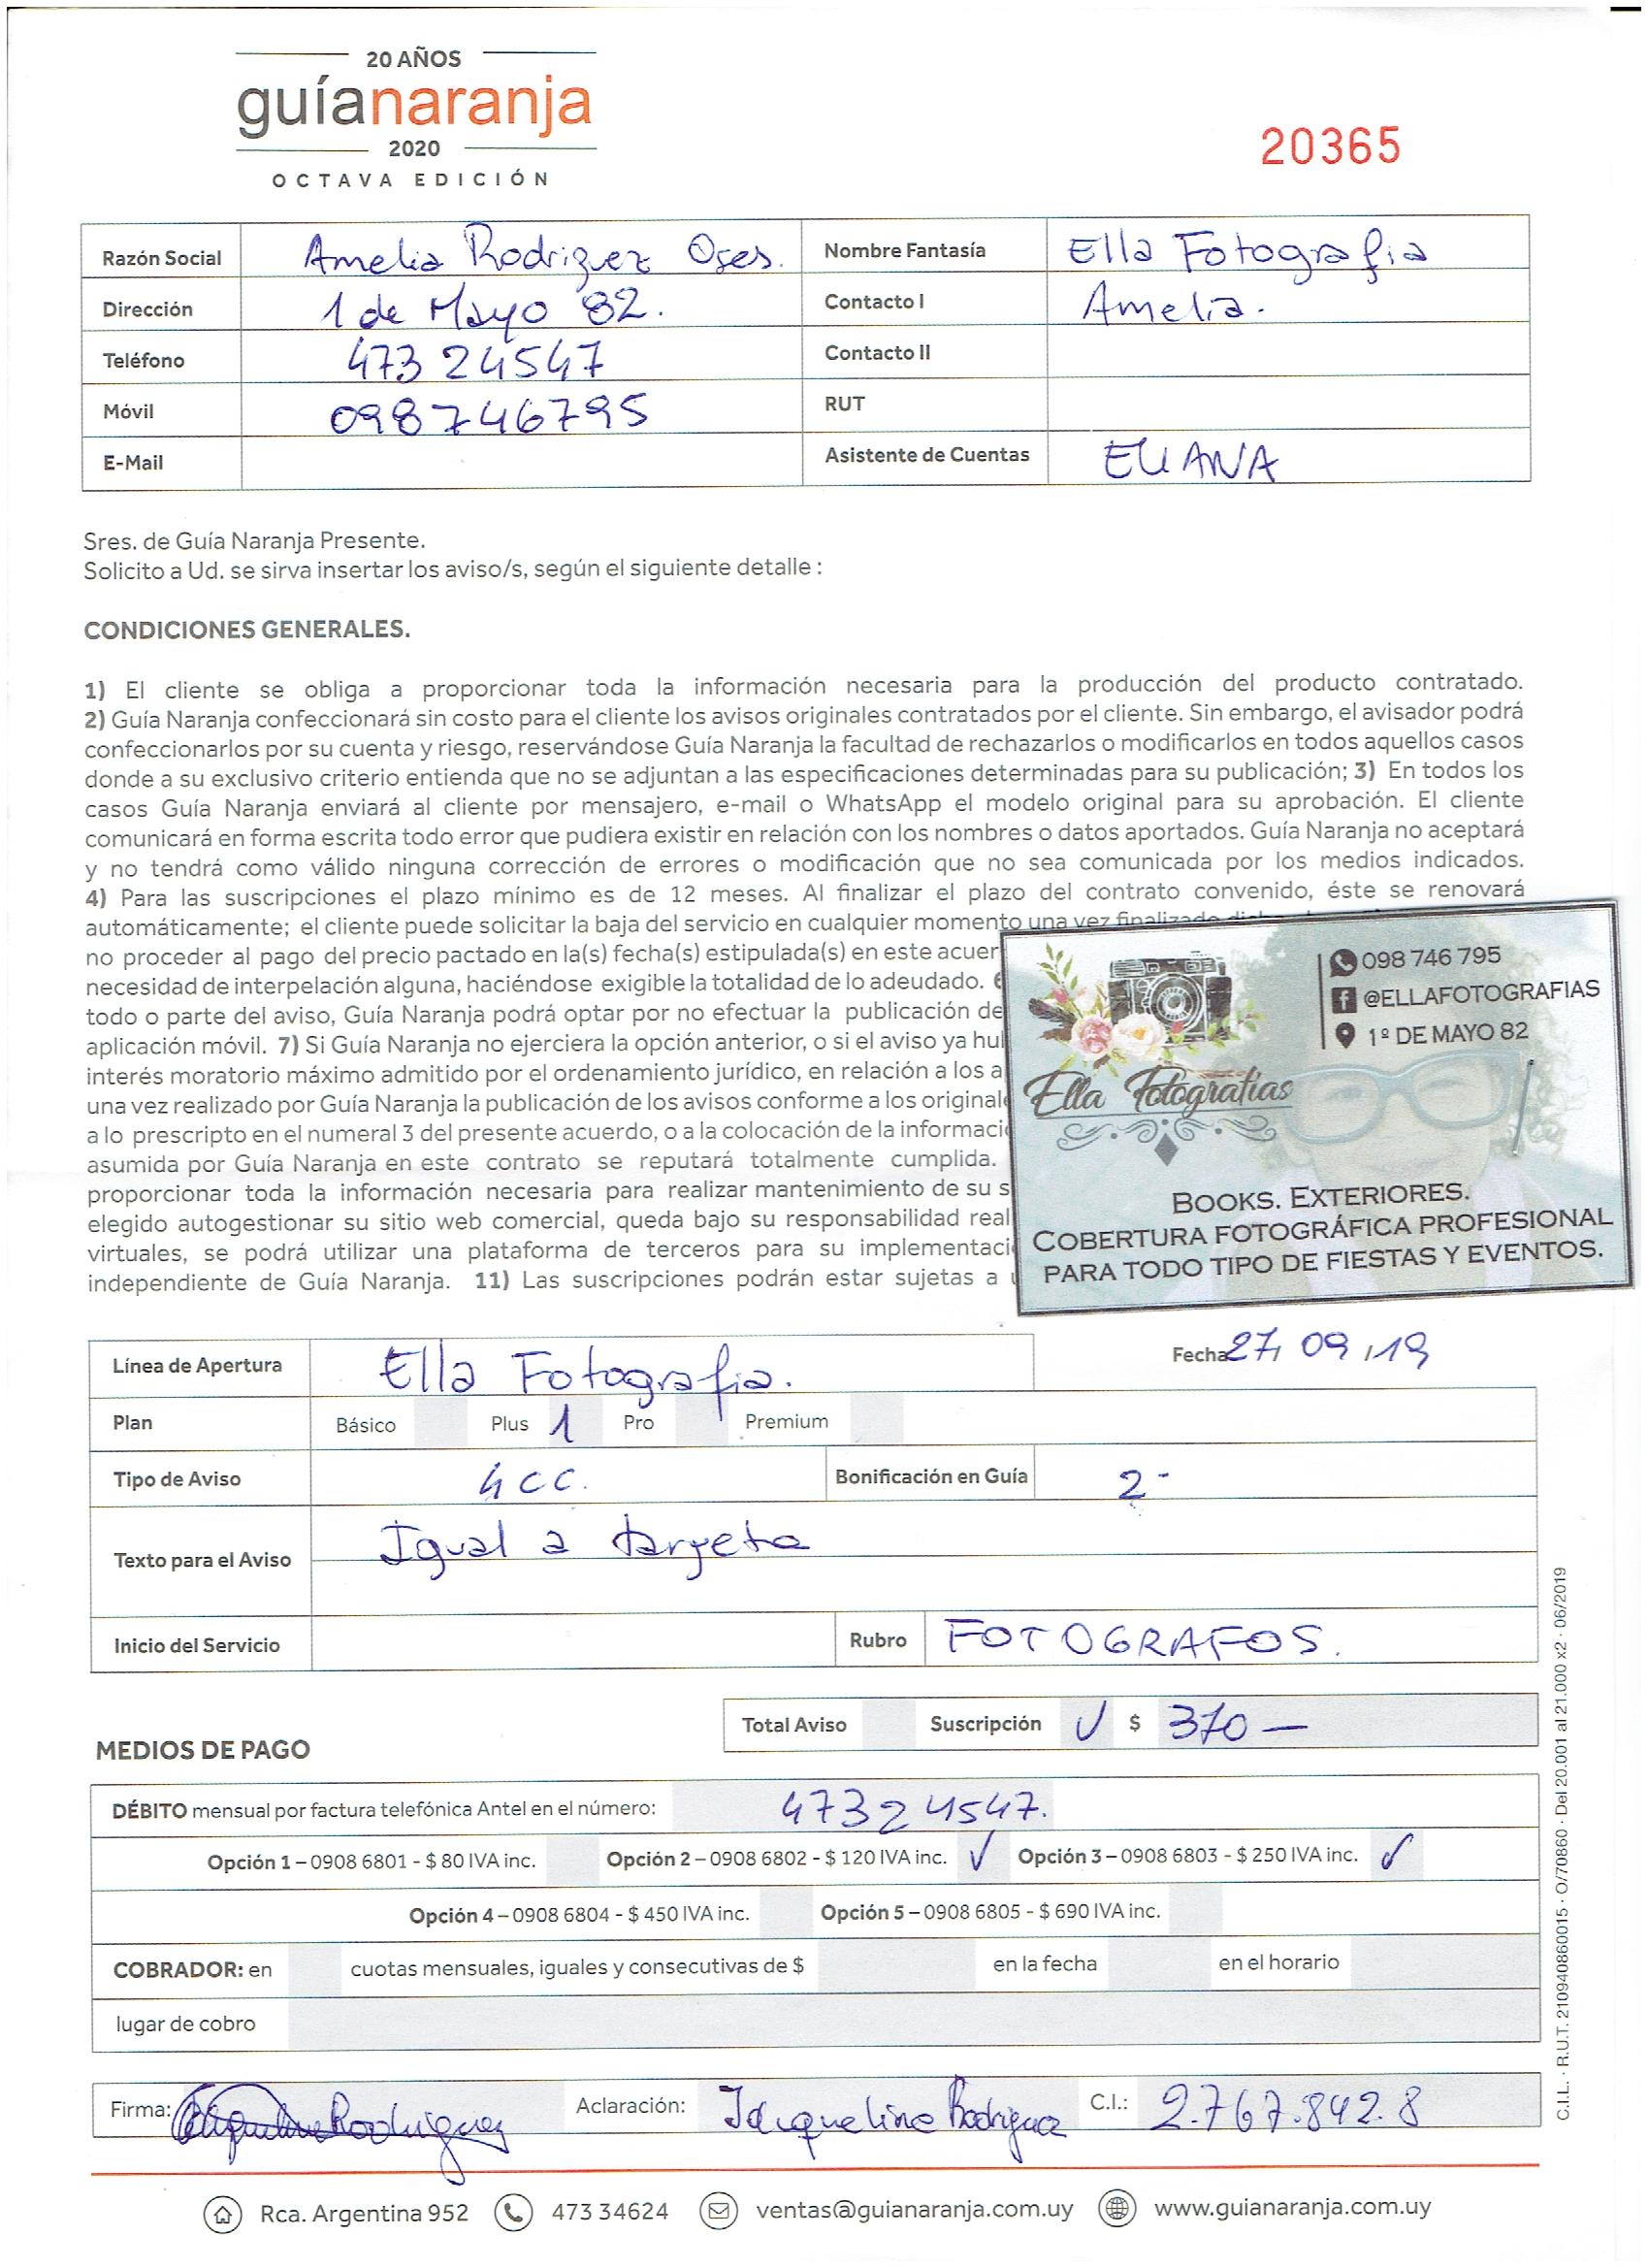 20 AÑOS
guíanaranja
2020
OCTAVA EDICIÓN
20365
Razón Social Amelia Rodriguez Oses. Nombre Fantasía Ella Fotografia
Dirección 1 de Mayo 82. Contacto I Amelia.
Teléfono 473 24547 Contacto II
Móvil 098746795 RUT
E-Mail Asistente de Cuentas ELIANA
Sres. de Guía Naranja Presente.
Solicito a Ud. se sirva insertar los aviso/s, según el siguiente detalle :
CONDICIONES GENERALES.
1) El cliente se obliga a proporcionar toda la información necesaria para la producción del producto contratado.
2) Guía Naranja confeccionará sin costo para el cliente los avisos originales contratados por el cliente. Sin embargo, el avisador podrá
confeccionarlos por su cuenta y riesgo, reservándose Guía Naranja la facultad de rechazarlos o modificarlos en todos aquellos casos
donde a su exclusivo criterio entienda que no se adjuntan a las especificaciones determinadas para su publicación; 3) En todos los
casos Guía Naranja enviará al cliente por mensajero, e-mail o WhatsApp el modelo original para su aprobación. El cliente
comunicará en forma escrita todo error que pudiera existir en relación con los nombres o datos aportados. Guía Naranja no aceptará
y no tendrá como válido ninguna corrección de errores o modificación que no sea comunicada por los medios indicados.
4) Para las suscripciones el plazo mínimo es de 12 meses. Al finalizar el plazo del contrato convenido, éste se renovará
automáticamente; el cliente puede solicitar la baja del servicio en cualquier momento una vez finalizado
no proceder al pago del precio pactado en la(s) fecha(s) estipulada(s) en este acuer
necesidad de interpelación alguna, haciéndose exigible la totalidad de lo adeudado.
todo o parte del aviso, Guía Naranja podrá optar por no efectuar la publicación de
aplicación móvil. 7) Si Guía Naranja no ejerciera la opción anterior, o si el aviso ya hu
interés moratorio máximo admitido por el ordenamiento jurídico, en relación a los a
una vez realizado por Guía Naranja la publicación de los avisos conforme a los original
a lo prescripto en el numeral 3 del presente acuerdo, o a la colocación de la informaci
asumida por Guía Naranja en este contrato se reputará totalmente cumplida.
proporcionar toda la información necesaria para realizar mantenimiento de su s
elegido autogestionar su sitio web comercial, queda bajo su responsabilidad real
virtuales, se podrá utilizar una plataforma de terceros para su implementaci
independiente de Guía Naranja. 11) Las suscripciones podrán estar sujetas a
098 746 795
@ELLAFOTOGRAFIAS
1º DE MAYO 82
Ella Fotografias
BOOKS. EXTERIORES.
COBERTURA FOTOGRÁFICA PROFESIONAL
PARA TODO TIPO DE FIESTAS Y EVENTOS.
Fecha 27, 09, 19
Línea de Apertura Ella Fotografia.
Plan Básico Plus 1 Pro Premium
Tipo de Aviso 4 CC. Bonificación en Guía 2-
Texto para el Aviso Igual a targeta
Inicio del Servicio Rubro FOTOGRAFOS.
Total Aviso Suscripción ✓ $ 370 —
MEDIOS DE PAGO
DÉBITO mensual por factura telefónica Antel en el número: 47324547.
Opción 1 – 0908 6801 - $ 80 IVA inc. Opción 2 – 0908 6802 - $ 120 IVA inc. ✓ Opción 3 – 0908 6803 - $ 250 IVA inc. ✓
Opción 4 – 0908 6804 - $ 450 IVA inc. Opción 5 – 0908 6805 - $ 690 IVA inc.
COBRADOR: en cuotas mensuales, iguales y consecutivas de $ en la fecha en el horario
lugar de cobro
Firma: Jaqueline Rodriguez Aclaración: Jacqueline Rodriguez C.I.: 2.767.842.8
C.I.L. · R.U.T. 210940860015 · O/70860 · Del 20.001 al 21.000 x2 · 06/2019
Rca. Argentina 952 473 34624 ventas@guianaranja.com.uy www.guianaranja.com.uy